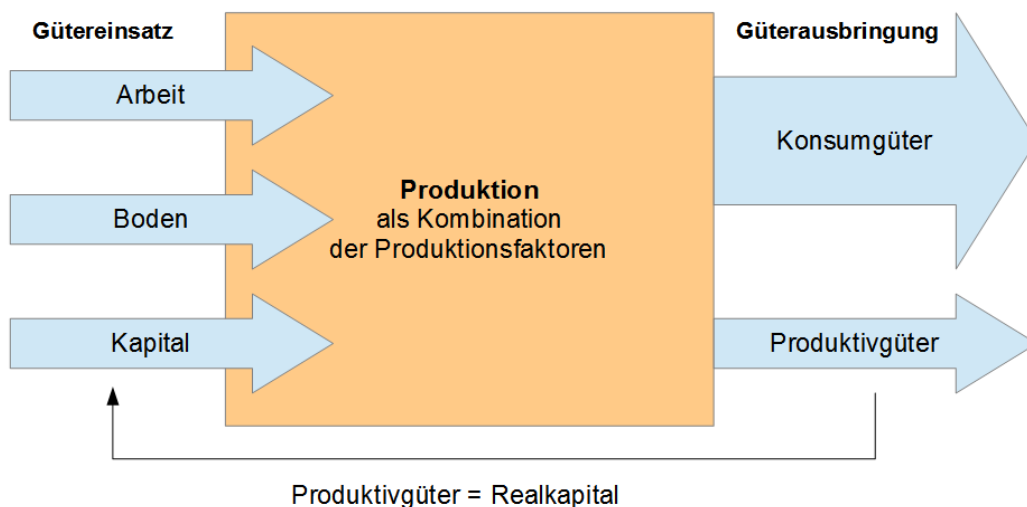 Gütereinsatz
Güterausbringung
Arbeit
Konsumgüter
Produktion
als Kombination
der Produktionsfaktoren
Boden
Kapital
Produktivgüter
Produktivgüter = Realkapital